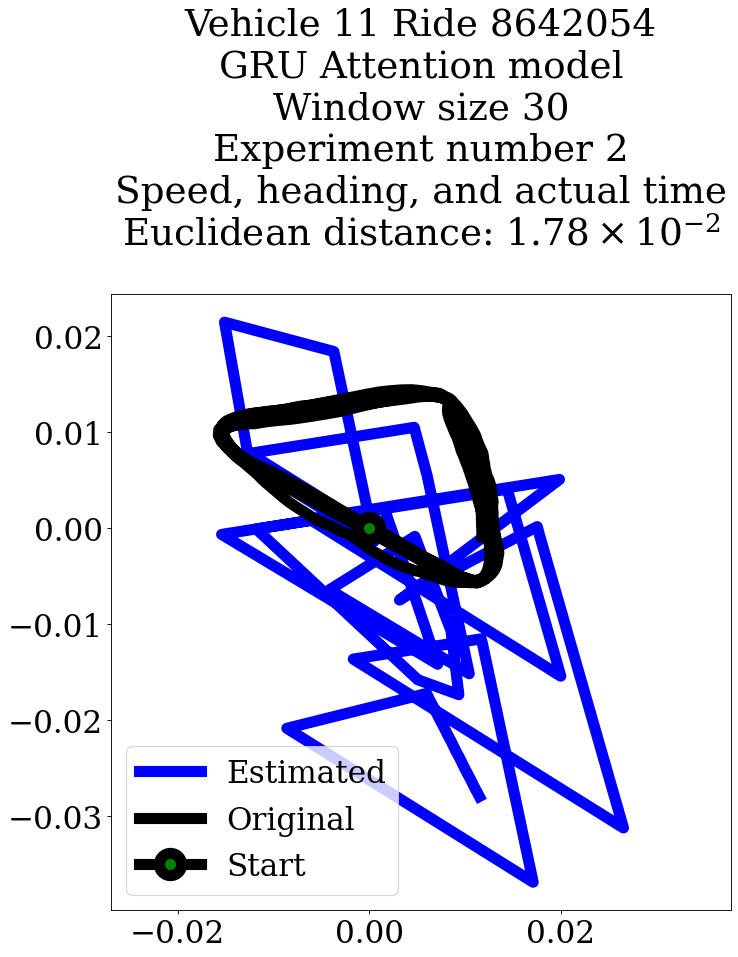 Vehicle 11 Ride 8642054
GRU Attention model
Window size 30
Experiment number 2
Speed, heading, and actual time
Euclidean distance: 1.78 × 10⁻²
0.02
0.01
0.00
−0.01
−0.02
−0.03
Estimated
Original
Start
−0.02 0.00 0.02